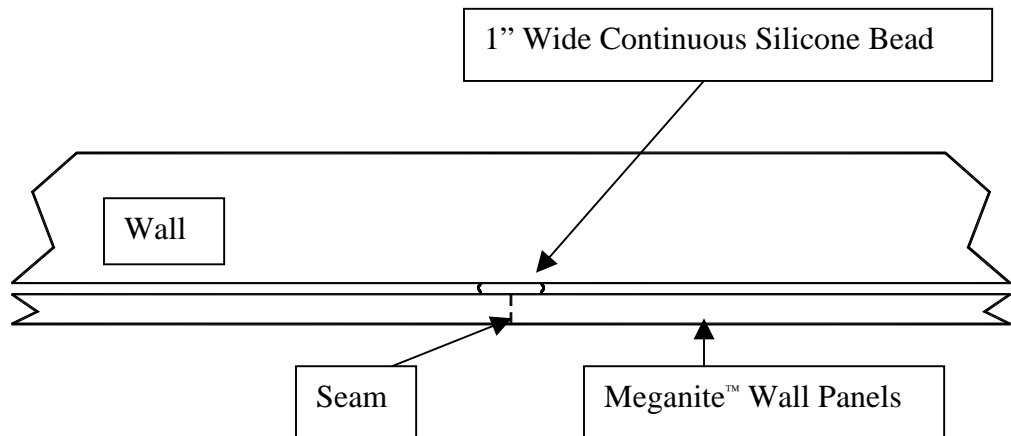 1” Wide Continuous Silicone Bead
Wall
Seam
Meganite™ Wall Panels